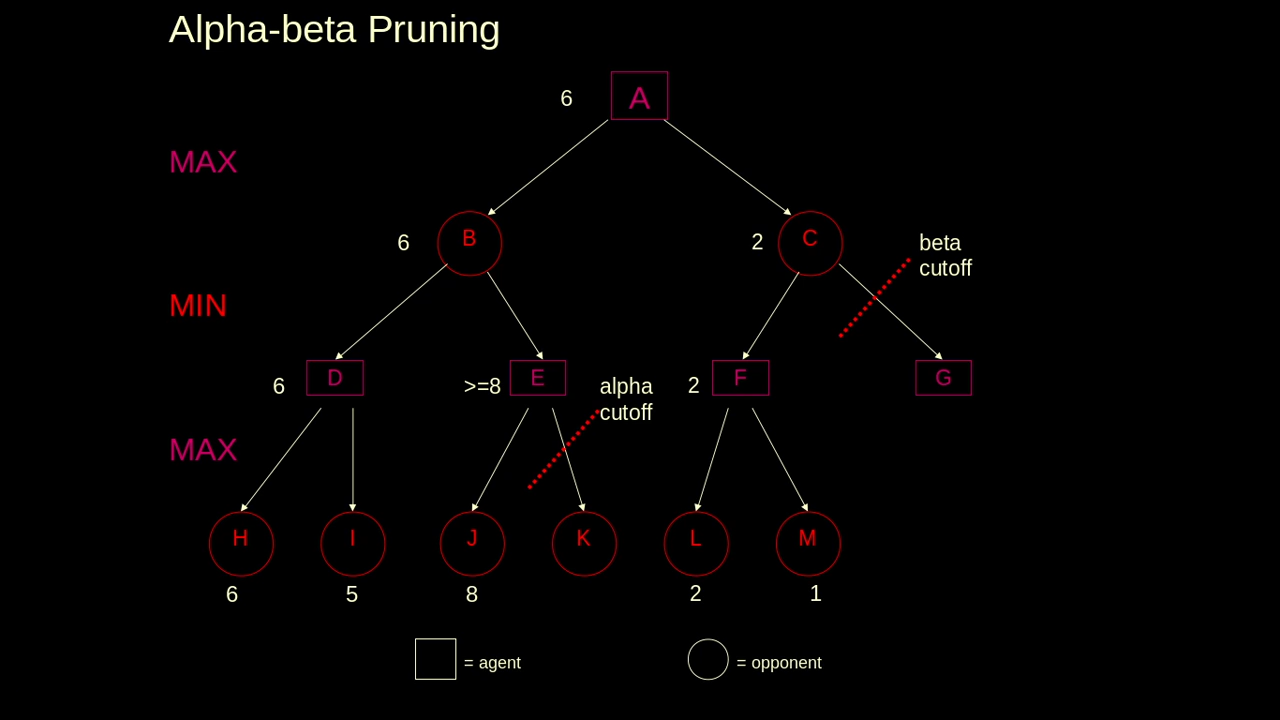 Alpha-beta Pruning
6
A
MAX
6
B
2
C
beta
cutoff
MIN
6
D
>=8
E
alpha
cutoff
2
F
G
MAX
H
I
J
K
L
M
6
5
8
2
1
= agent
= opponent